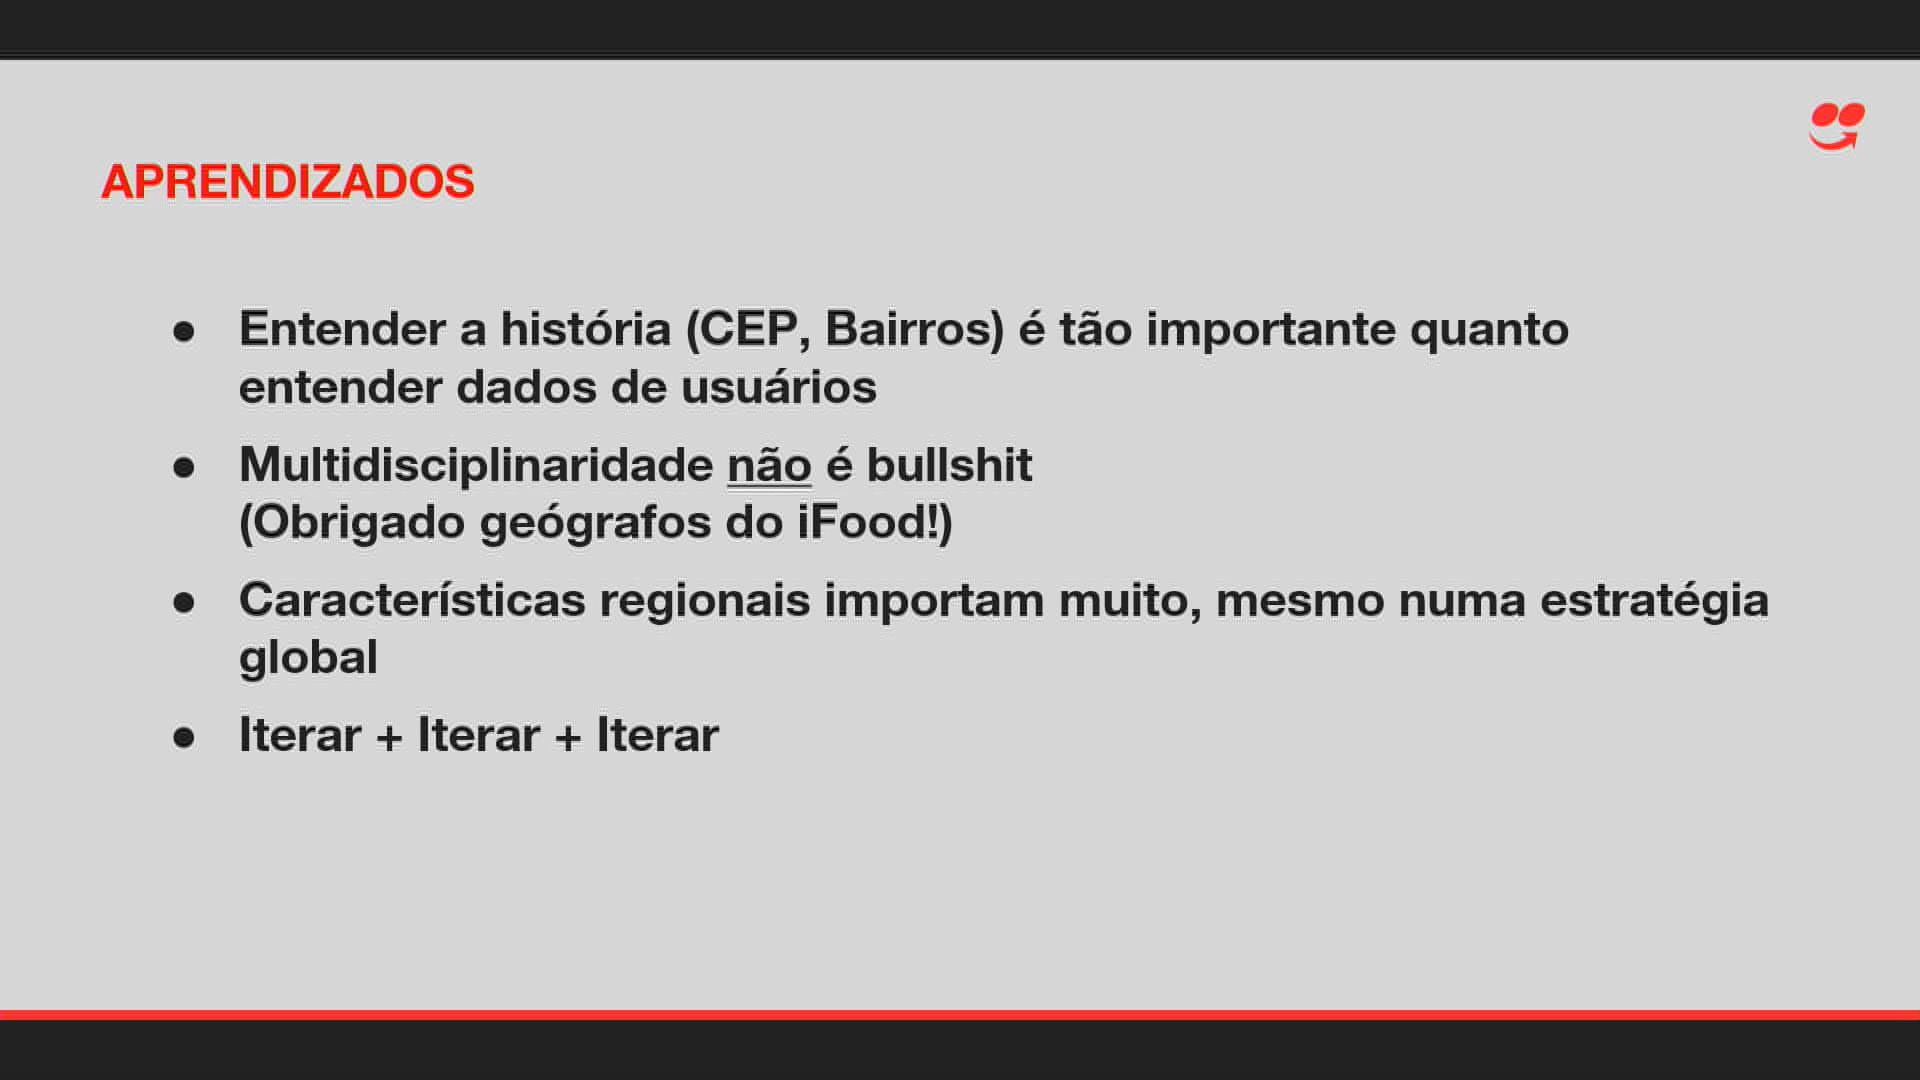 APRENDIZADOS
● Entender a história (CEP, Bairros) é tão importante quanto
entender dados de usuários
● Multidisciplinaridade não é bullshit
(Obrigado geógrafos do iFood!)
● Características regionais importam muito, mesmo numa estratégia
global
● Iterar + Iterar + Iterar